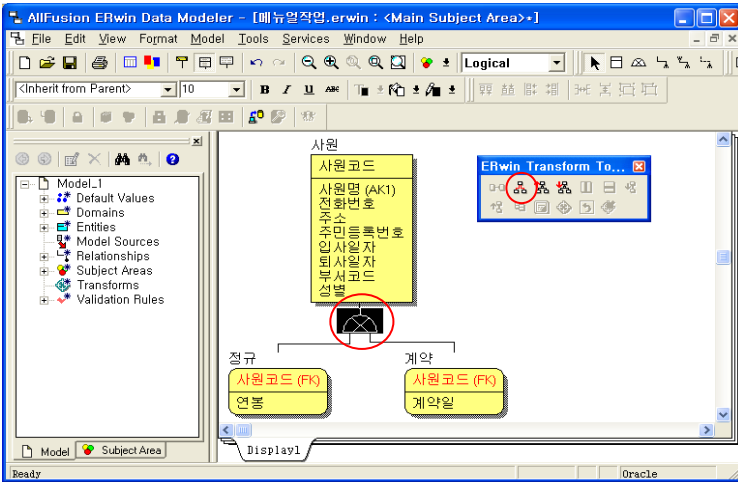 AllFusion ERwin Data Modeler - [메뉴얼작업.erwin : <Main Subject Area>*]
File Edit View Format Model Tools Services Window Help
Logical
<Inherit from Parent> 10 B I U ABC
Model_1
Default Values
Domains
Entities
Model Sources
Relationships
Subject Areas
Transforms
Validation Rules
Model Subject Area
사원
사원코드
사원명 (AK1)
전화번호
주소
주민등록번호
입사일자
퇴사일자
부서코드
성별
ERwin Transform To...
정규
사원코드 (FK)
연봉
계약
사원코드 (FK)
계약일
Display1
Ready Oracle